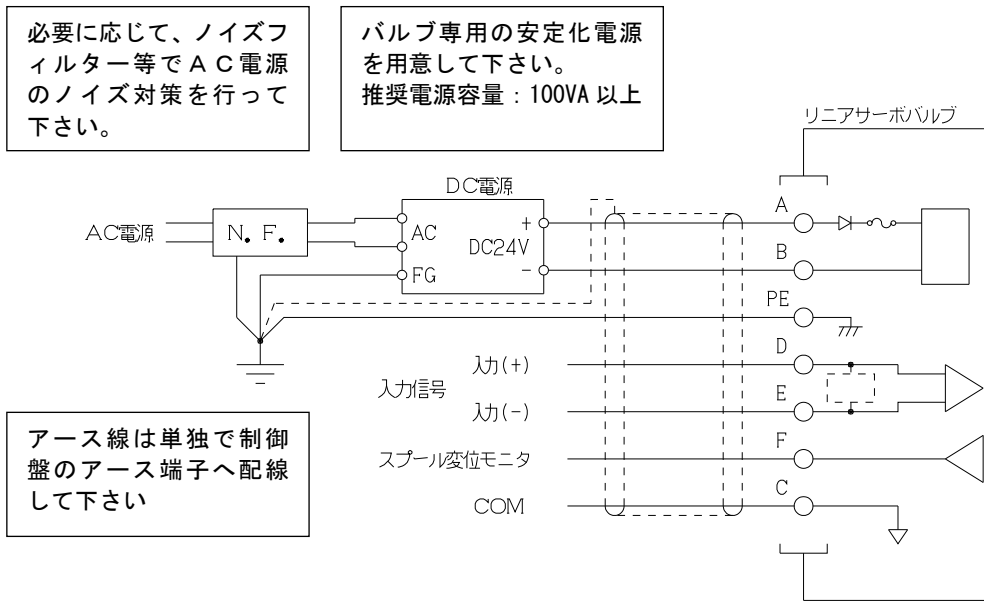 必要に応じて、ノイズフ
ィルター等でＡＣ電源
のノイズ対策を行って
下さい。
バルブ専用の安定化電源
を用意して下さい。
推奨電源容量：100VA 以上
リニアサーボバルブ
DC電源
A
AC電源
N. F.
AC
+
DC24V
B
-
FG
PE
D
入力(+)
入力信号
E
入力(-)
F
スプール変位モニタ
C
COM
アース線は単独で制御
盤のアース端子へ配線
して下さい